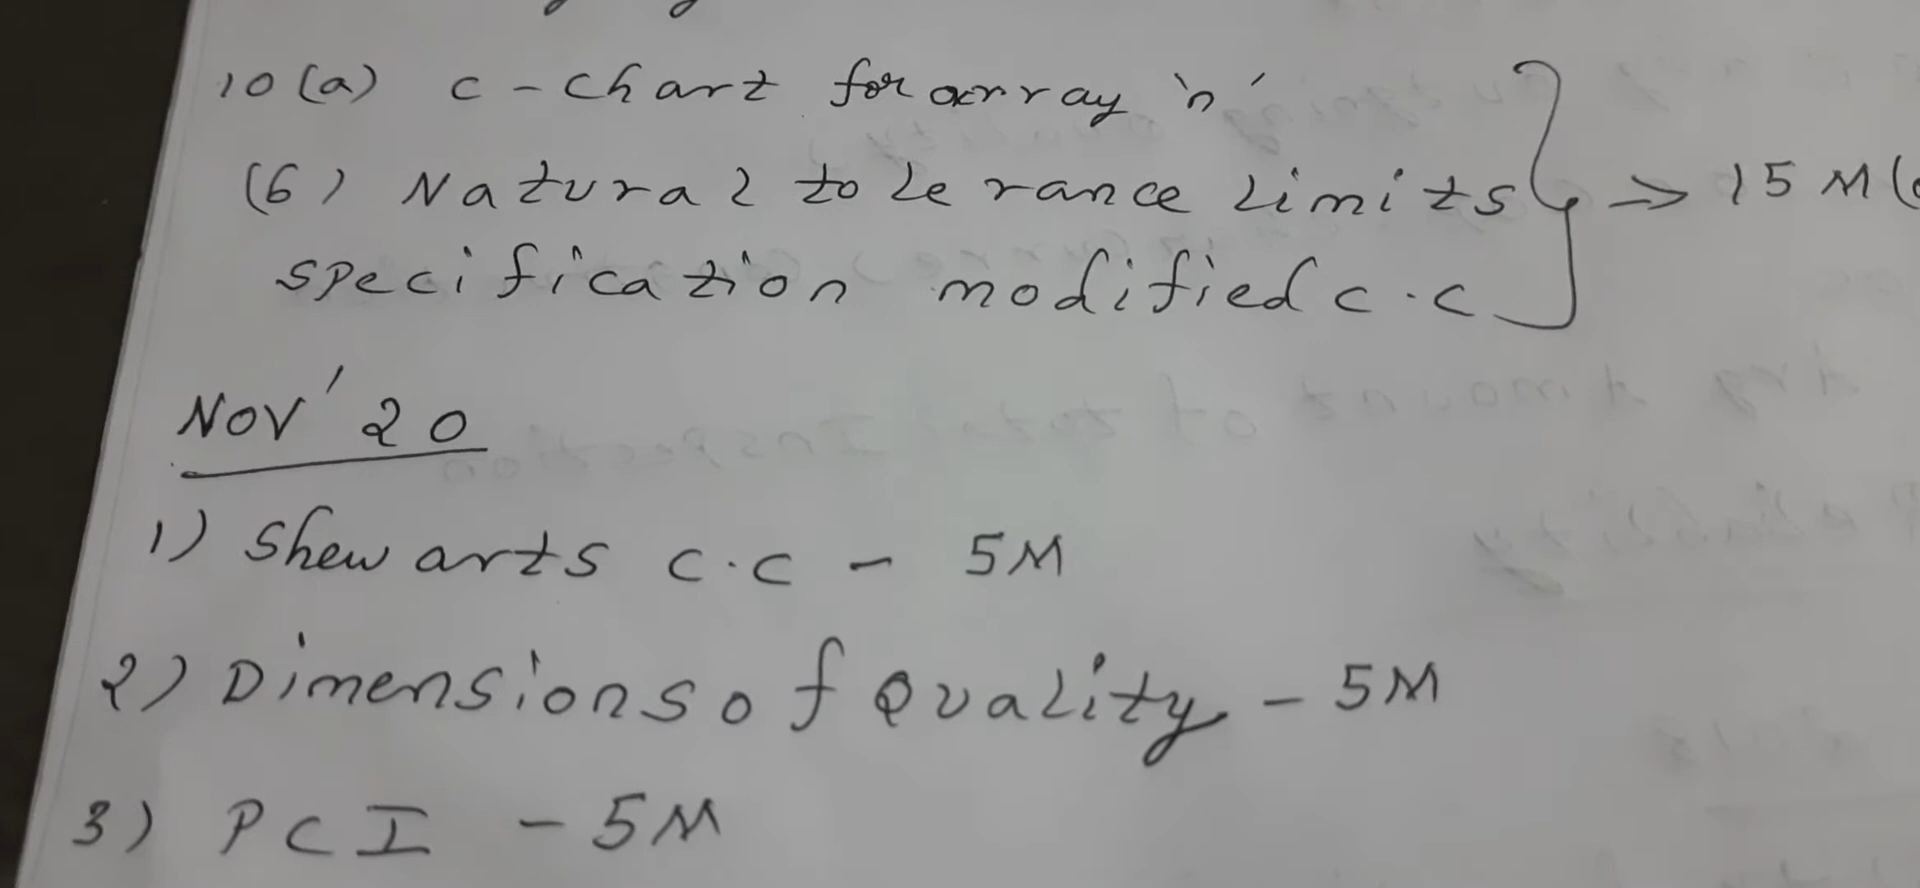 10 (a) c - chart for array 'n'
(b) Natural tolerance limits } => 15 M (
specification modified c.c
NOV' 20
1) Shewarts c.c - 5M
2) Dimensions of Quality - 5M
3) PCI - 5M